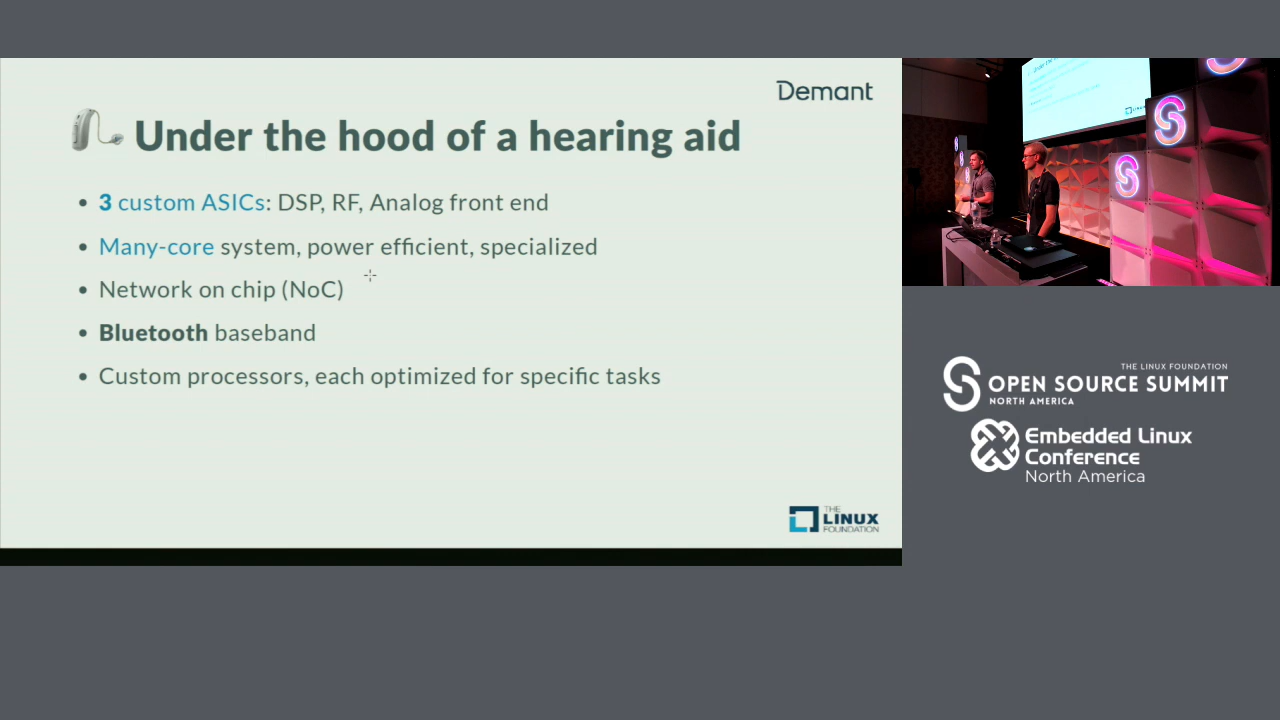 Demant
Under the hood of a hearing aid
• 3 custom ASICs: DSP, RF, Analog front end
• Many-core system, power efficient, specialized
• Network on chip (NoC)
• Bluetooth baseband
• Custom processors, each optimized for specific tasks
THE
LINUX
FOUNDATION
THE LINUX FOUNDATION
OPEN SOURCE SUMMIT
NORTH AMERICA
Embedded Linux
Conference
North America